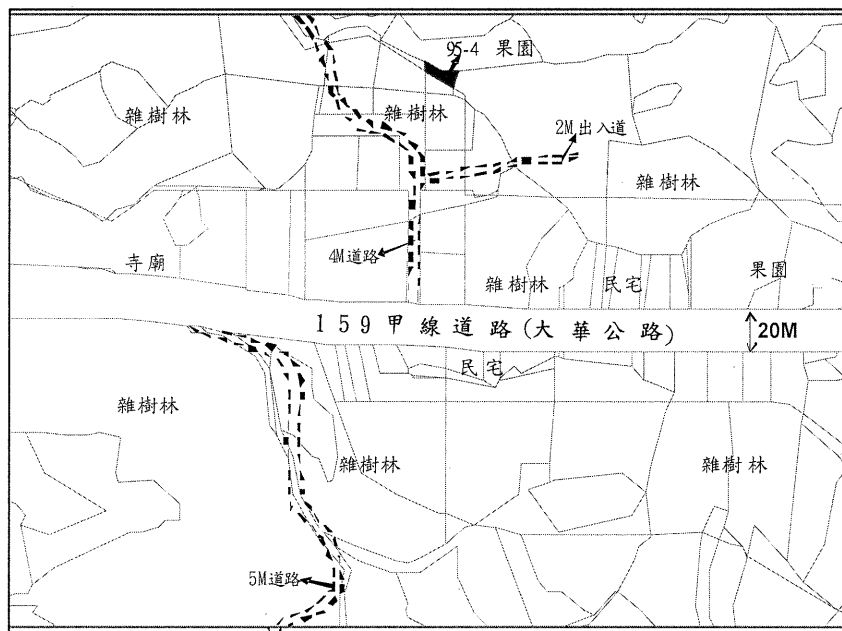 95-4 果園
雜樹林
雜樹林
2M出入道
雜樹林
4M道路
寺廟
雜樹林
民宅
果園
159甲線道路(大華公路)
20M
民宅
雜樹林
雜樹林
雜樹林
5M道路